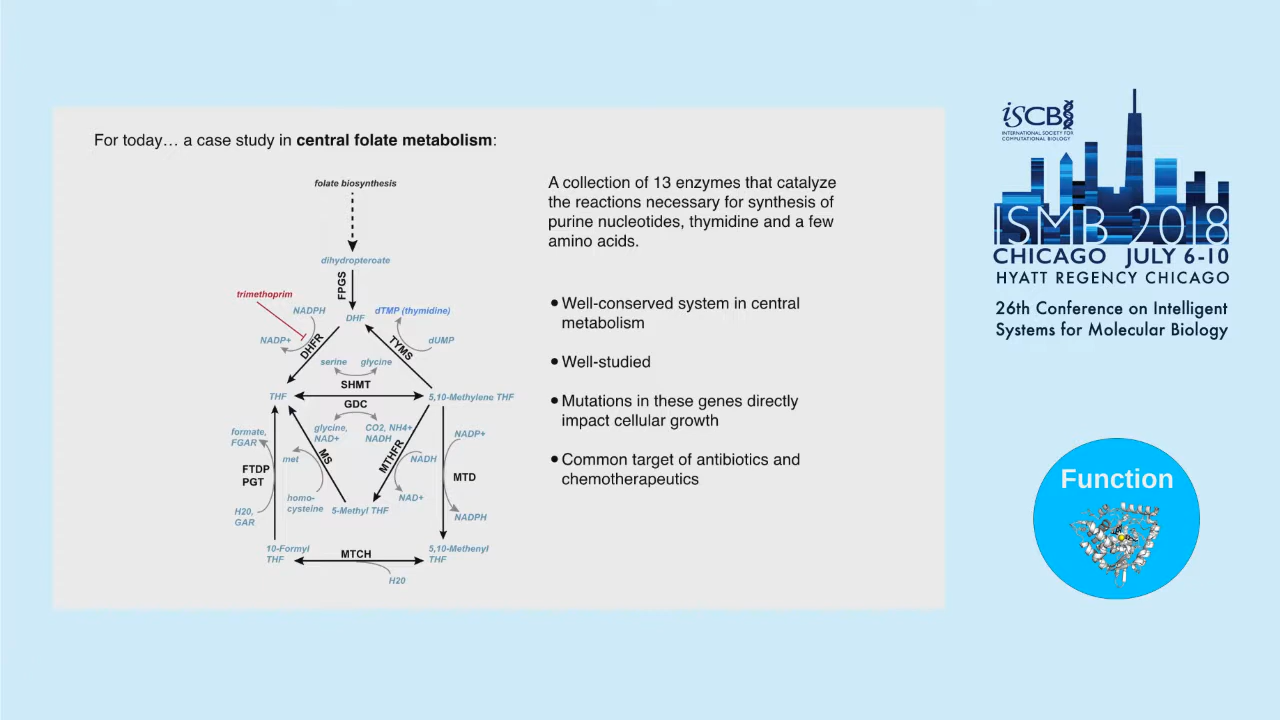 For today… a case study in central folate metabolism:
folate biosynthesis
dihydropteroate
FPGS
trimethoprim
NADPH
dTMP (thymidine)
DHF
NADP+
DHFR
TYMS
dUMP
serine
glycine
SHMT
THF
5,10-Methylene THF
GDC
formate,
FGAR
glycine,
NAD+
CO2, NH4+
NADH
NADP+
met
MS
MTHFR
NADH
FTDP
PGT
MTD
homo-
cysteine
NAD+
H20,
GAR
5-Methyl THF
NADPH
10-Formyl
THF
MTCH
5,10-Methenyl
THF
H20
A collection of 13 enzymes that catalyze
the reactions necessary for synthesis of
purine nucleotides, thymidine and a few
amino acids.
• Well-conserved system in central
metabolism
• Well-studied
• Mutations in these genes directly
impact cellular growth
• Common target of antibiotics and
chemotherapeutics
iSCB
INTERNATIONAL SOCIETY FOR
COMPUTATIONAL BIOLOGY
ISMB 2018
CHICAGO JULY 6-10
HYATT REGENCY CHICAGO
26th Conference on Intelligent
Systems for Molecular Biology
Function